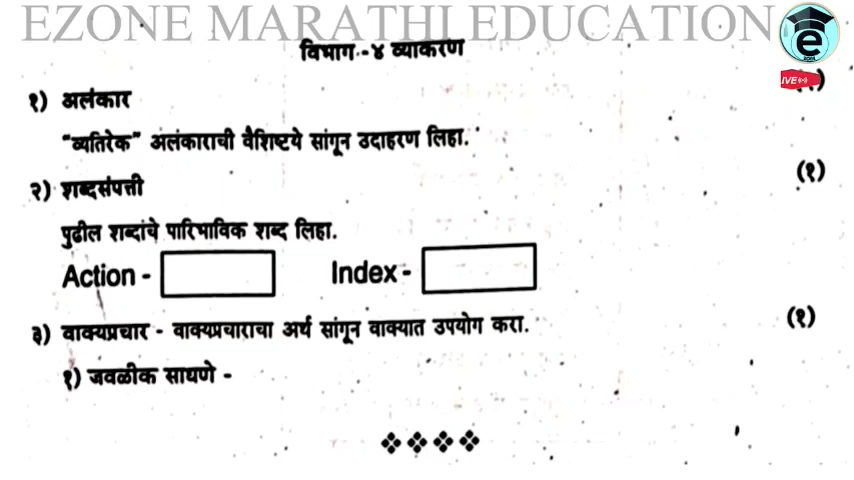 EZONE MARATHI EDUCATION
विभाग -४ व्याकरण
१) अलंकार
"व्यतिरेक" अलंकाराची वैशिष्टये सांगून उदाहरण लिहा.
२) शब्दसंपत्ती (१)
पुढील शब्दांचे पारिभाविक शब्द लिहा.
Action - Index -
३) वाक्यप्रचार - वाक्यप्रचाराचा अर्थ सांगून वाक्यात उपयोग करा. (१)
१) जवळीक साधणे -